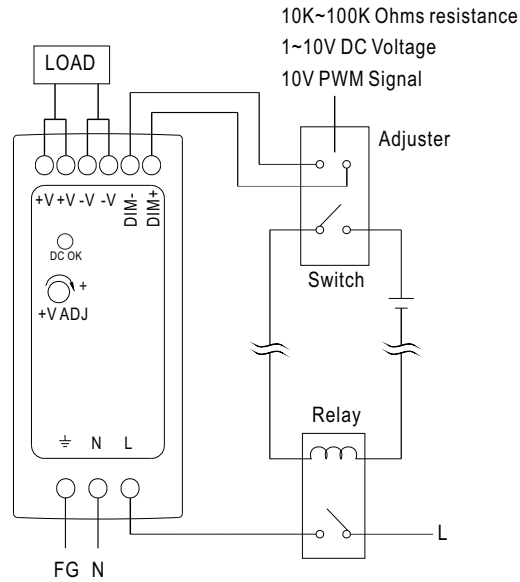 10K~100K Ohms resistance
1~10V DC Voltage
10V PWM Signal
LOAD
Adjuster
+V +V -V -V DIM- DIM+
DC OK
+
+V ADJ
Switch
Relay
N L
L
FG N